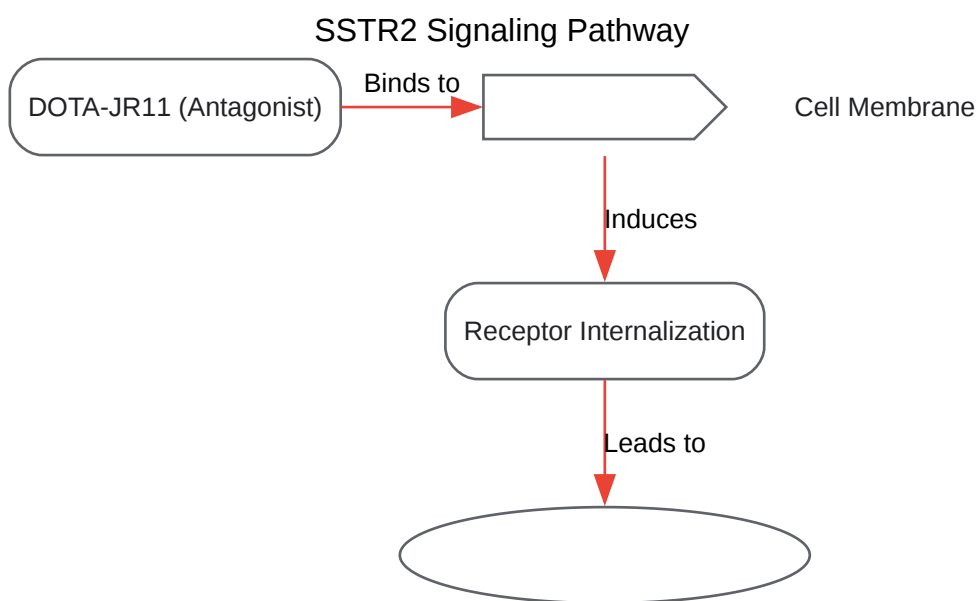 SSTR2 Signaling Pathway
DOTA-JR11 (Antagonist)
Binds to
Cell Membrane
Induces
Receptor Internalization
Leads to